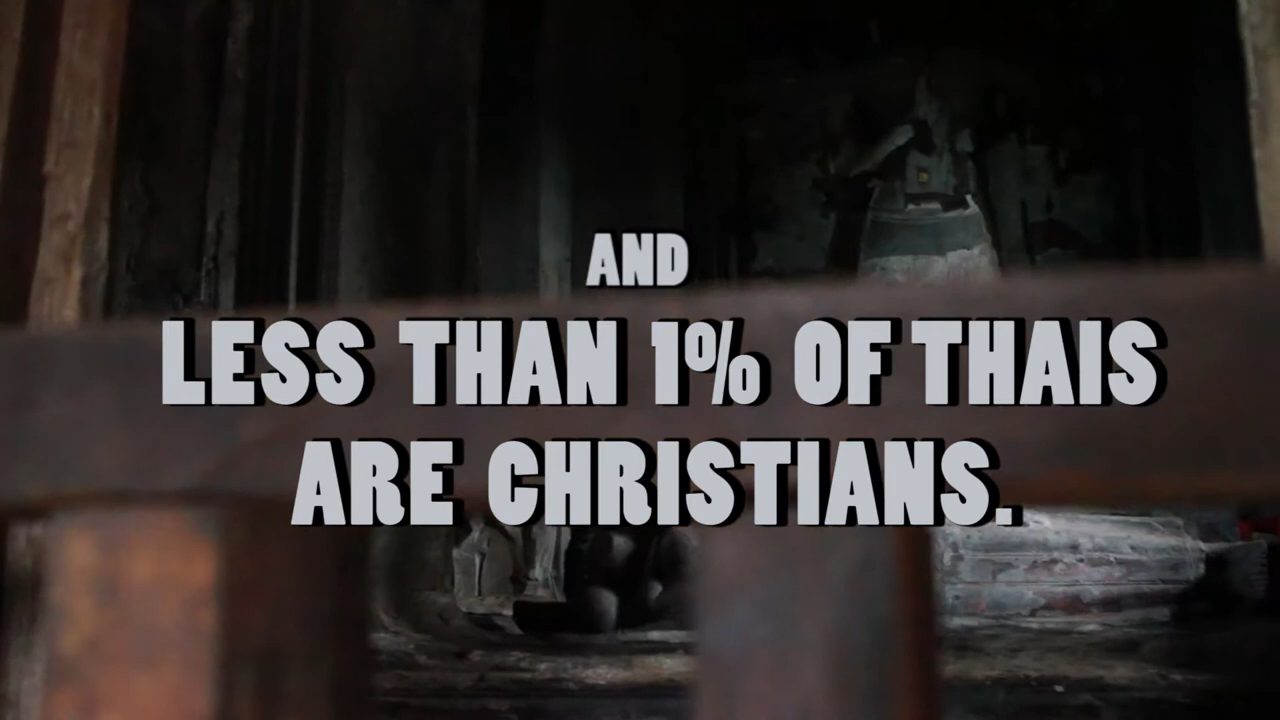 AND
LESS THAN 1% OF THAIS
ARE CHRISTIANS.